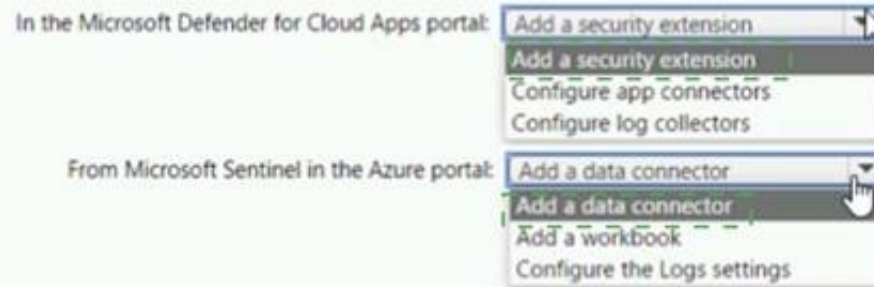 In the Microsoft Defender for Cloud Apps portal: Add a security extension
Add a security extension
Configure app connectors
Configure log collectors
From Microsoft Sentinel in the Azure portal: Add a data connector
Add a data connector
Add a workbook
Configure the Logs settings